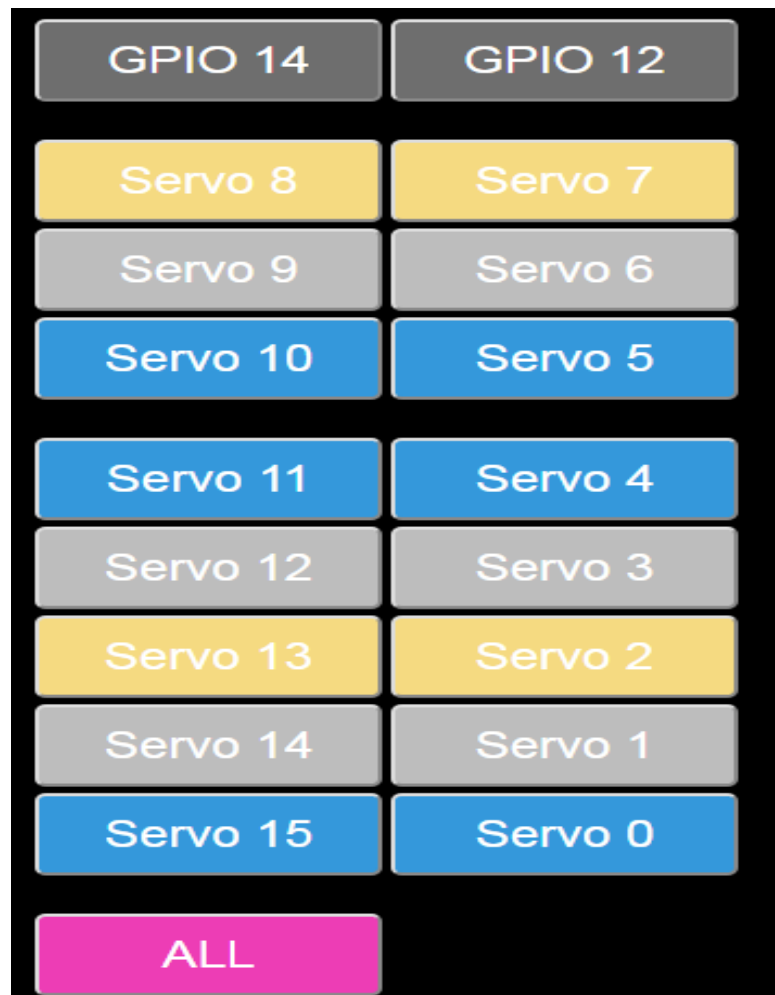 GPIO 14 GPIO 12
Servo 8 Servo 7
Servo 9 Servo 6
Servo 10 Servo 5
Servo 11 Servo 4
Servo 12 Servo 3
Servo 13 Servo 2
Servo 14 Servo 1
Servo 15 Servo 0
ALL